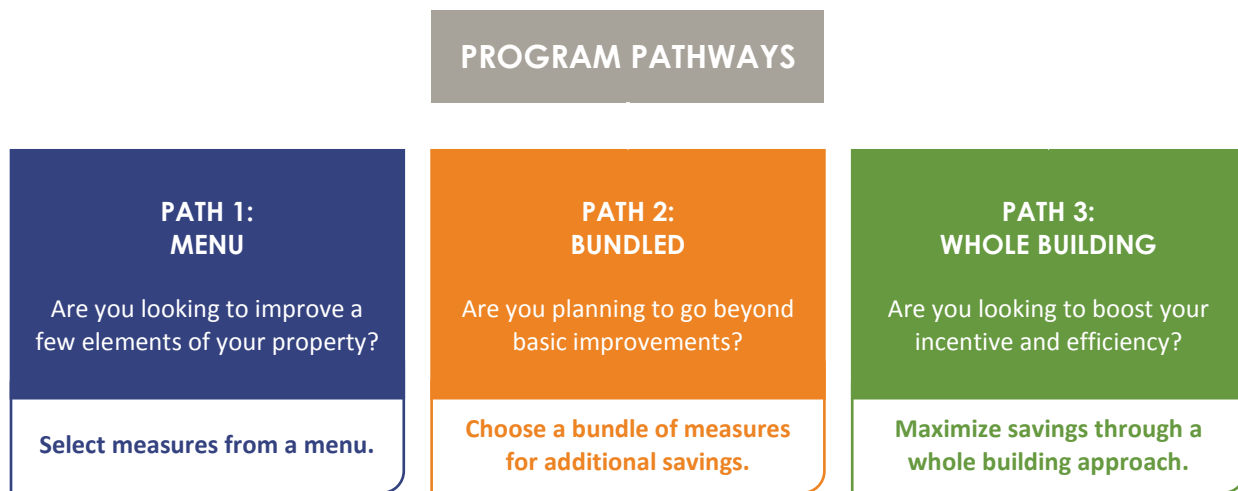 PROGRAM PATHWAYS
PATH 1:
MENU
Are you looking to improve a
few elements of your property?
Select measures from a menu.
PATH 2:
BUNDLED
Are you planning to go beyond
basic improvements?
Choose a bundle of measures
for additional savings.
PATH 3:
WHOLE BUILDING
Are you looking to boost your
incentive and efficiency?
Maximize savings through a
whole building approach.